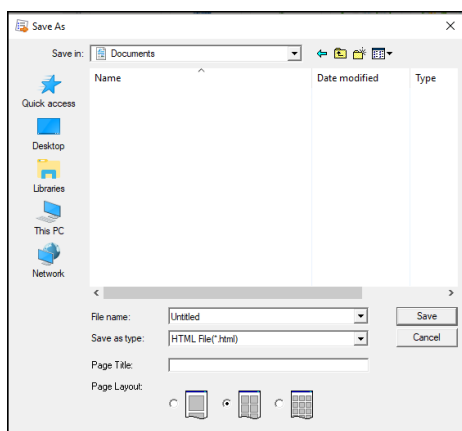 Save As
Save in: Documents
Name Date modified Type
Quick access
Desktop
Libraries
This PC
Network
File name: Untitled Save
Save as type: HTML File(*.html) Cancel
Page Title:
Page Layout: